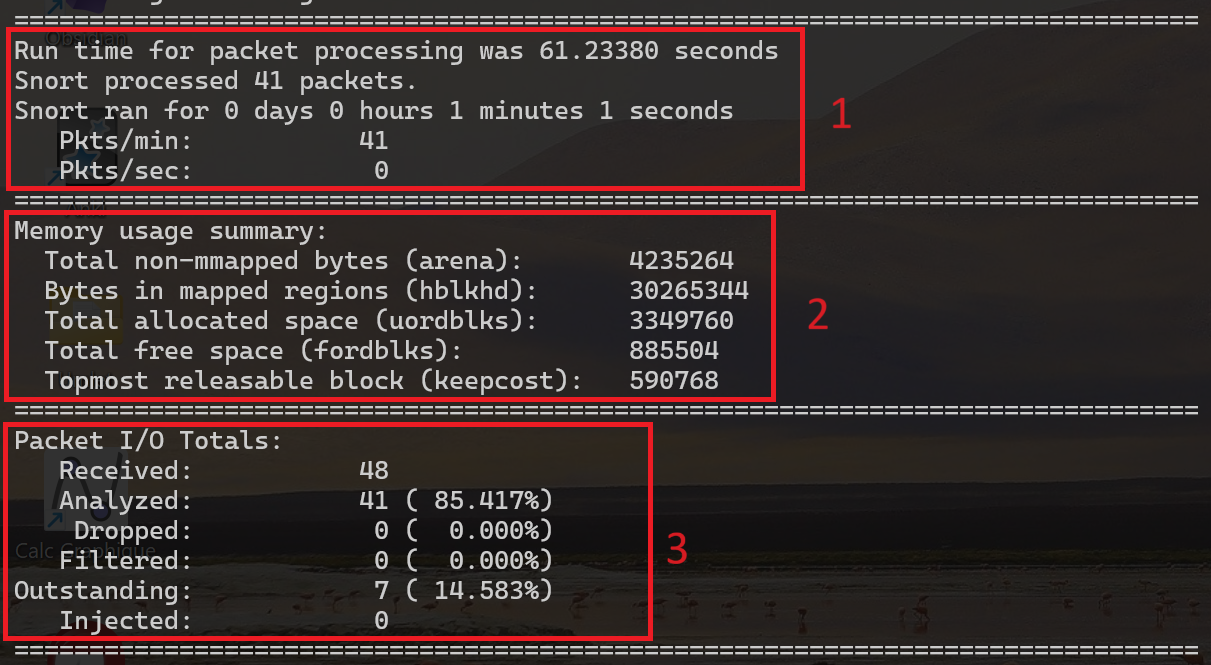 ===============================================================================
Run time for packet processing was 61.23380 seconds
Snort processed 41 packets.
Snort ran for 0 days 0 hours 1 minutes 1 seconds
   Pkts/min:           41
   Pkts/sec:            0
1
===============================================================================
Memory usage summary:
  Total non-mmapped bytes (arena):       4235264
  Bytes in mapped regions (hblkhd):      30265344
  Total allocated space (uordblks):      3349760
  Total free space (fordblks):           885504
  Topmost releasable block (keepcost):   590768
2
===============================================================================
Packet I/O Totals:
   Received:           48
   Analyzed:           41 ( 85.417%)
    Dropped:            0 (  0.000%)
   Filtered:            0 (  0.000%)
Outstanding:            7 ( 14.583%)
   Injected:            0
3
===============================================================================
Obsidian
Calc Graphique